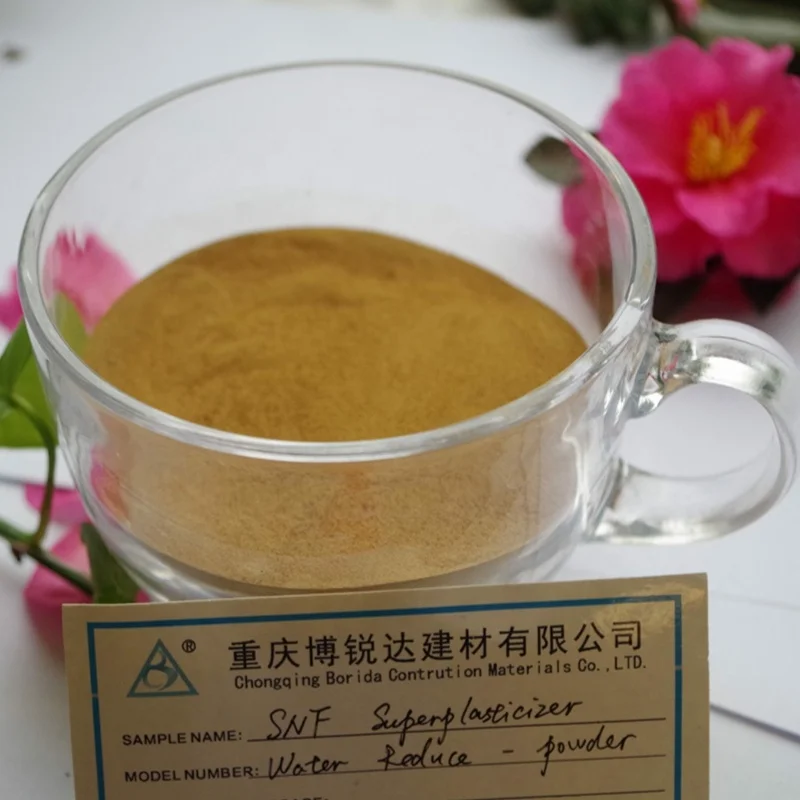 ®
重庆博锐达建材有限公司
Chongqing Borida Contrution Materials Co.,LTD.
SAMPLE NAME: SNF Superplasticizer
MODEL NUMBER: Water Reduce - powder